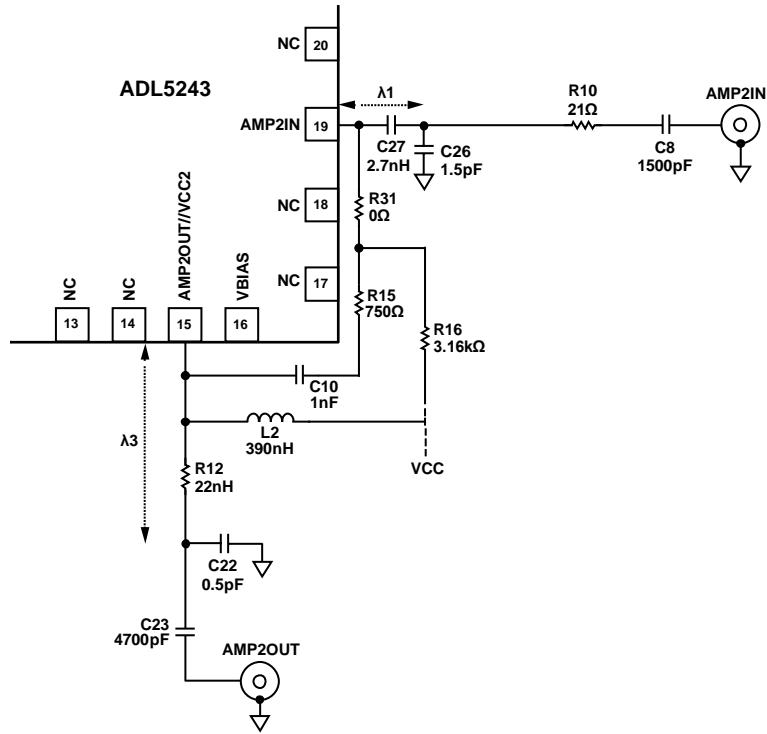 NC
20
ADL5243
λ1
R10
21Ω
AMP2IN
AMP2IN
19
C27
2.7nH
C26
1.5pF
C8
1500pF
NC
18
R31
0Ω
AMP2OUT//VCC2
VBIAS
NC
NC
NC
17
R15
750Ω
13
14
15
16
R16
3.16kΩ
C10
1nF
λ3
L2
390nH
VCC
R12
22nH
C22
0.5pF
C23
4700pF
AMP2OUT